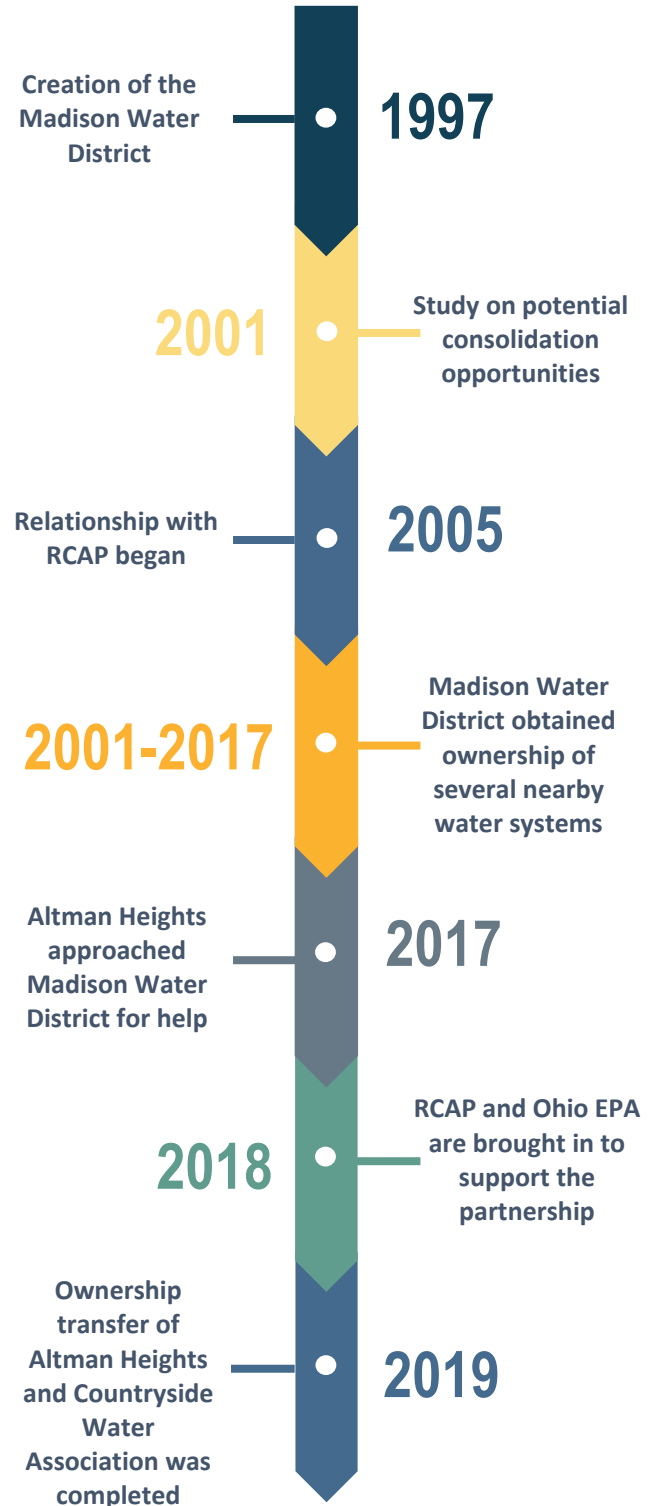 Creation of the
Madison Water
District
1997
2001
Study on potential
consolidation
opportunities
Relationship with
RCAP began
2005
2001-2017
Madison Water
District obtained
ownership of
several nearby
water systems
Altman Heights
approached
Madison Water
District for help
2017
2018
RCAP and Ohio EPA
are brought in to
support the
partnership
Ownership
transfer of
Altman Heights
and Countryside
Water
Association was
completed
2019